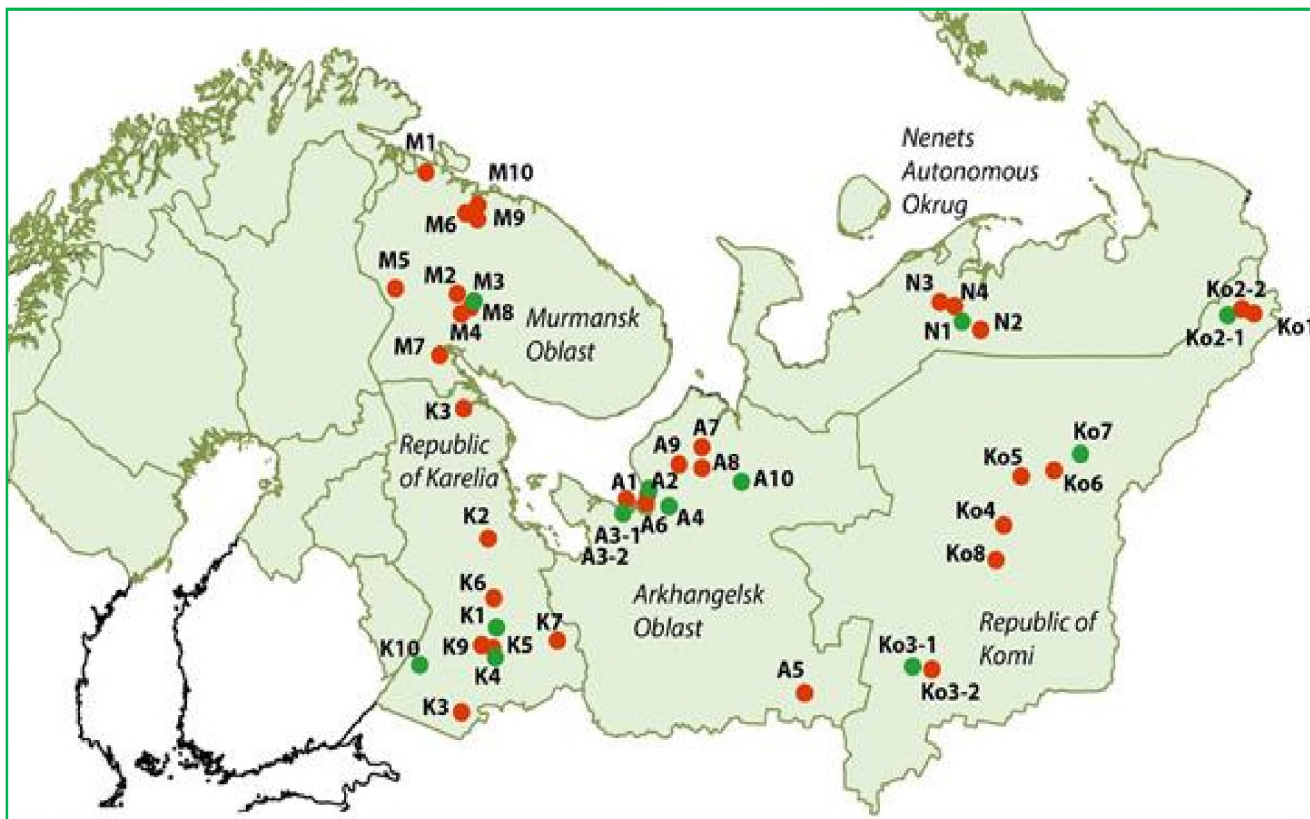 M1
M10
M6
M9
M5
M2
M3
M8
M4
M7
Murmansk
Oblast
Nenets
Autonomous
Okrug
N3
N4
N1
N2
Ko2-2
Ko2-1
Ko1
K3
Republic
of Karelia
A7
A9
A8
A10
A1
A2
A6
A4
A3-1
A3-2
Ko7
Ko5
Ko6
Ko4
Ko8
K2
K6
K1
K7
K9
K5
K10
K4
K3
Arkhangelsk
Oblast
A5
Republic of
Komi
Ko3-1
Ko3-2